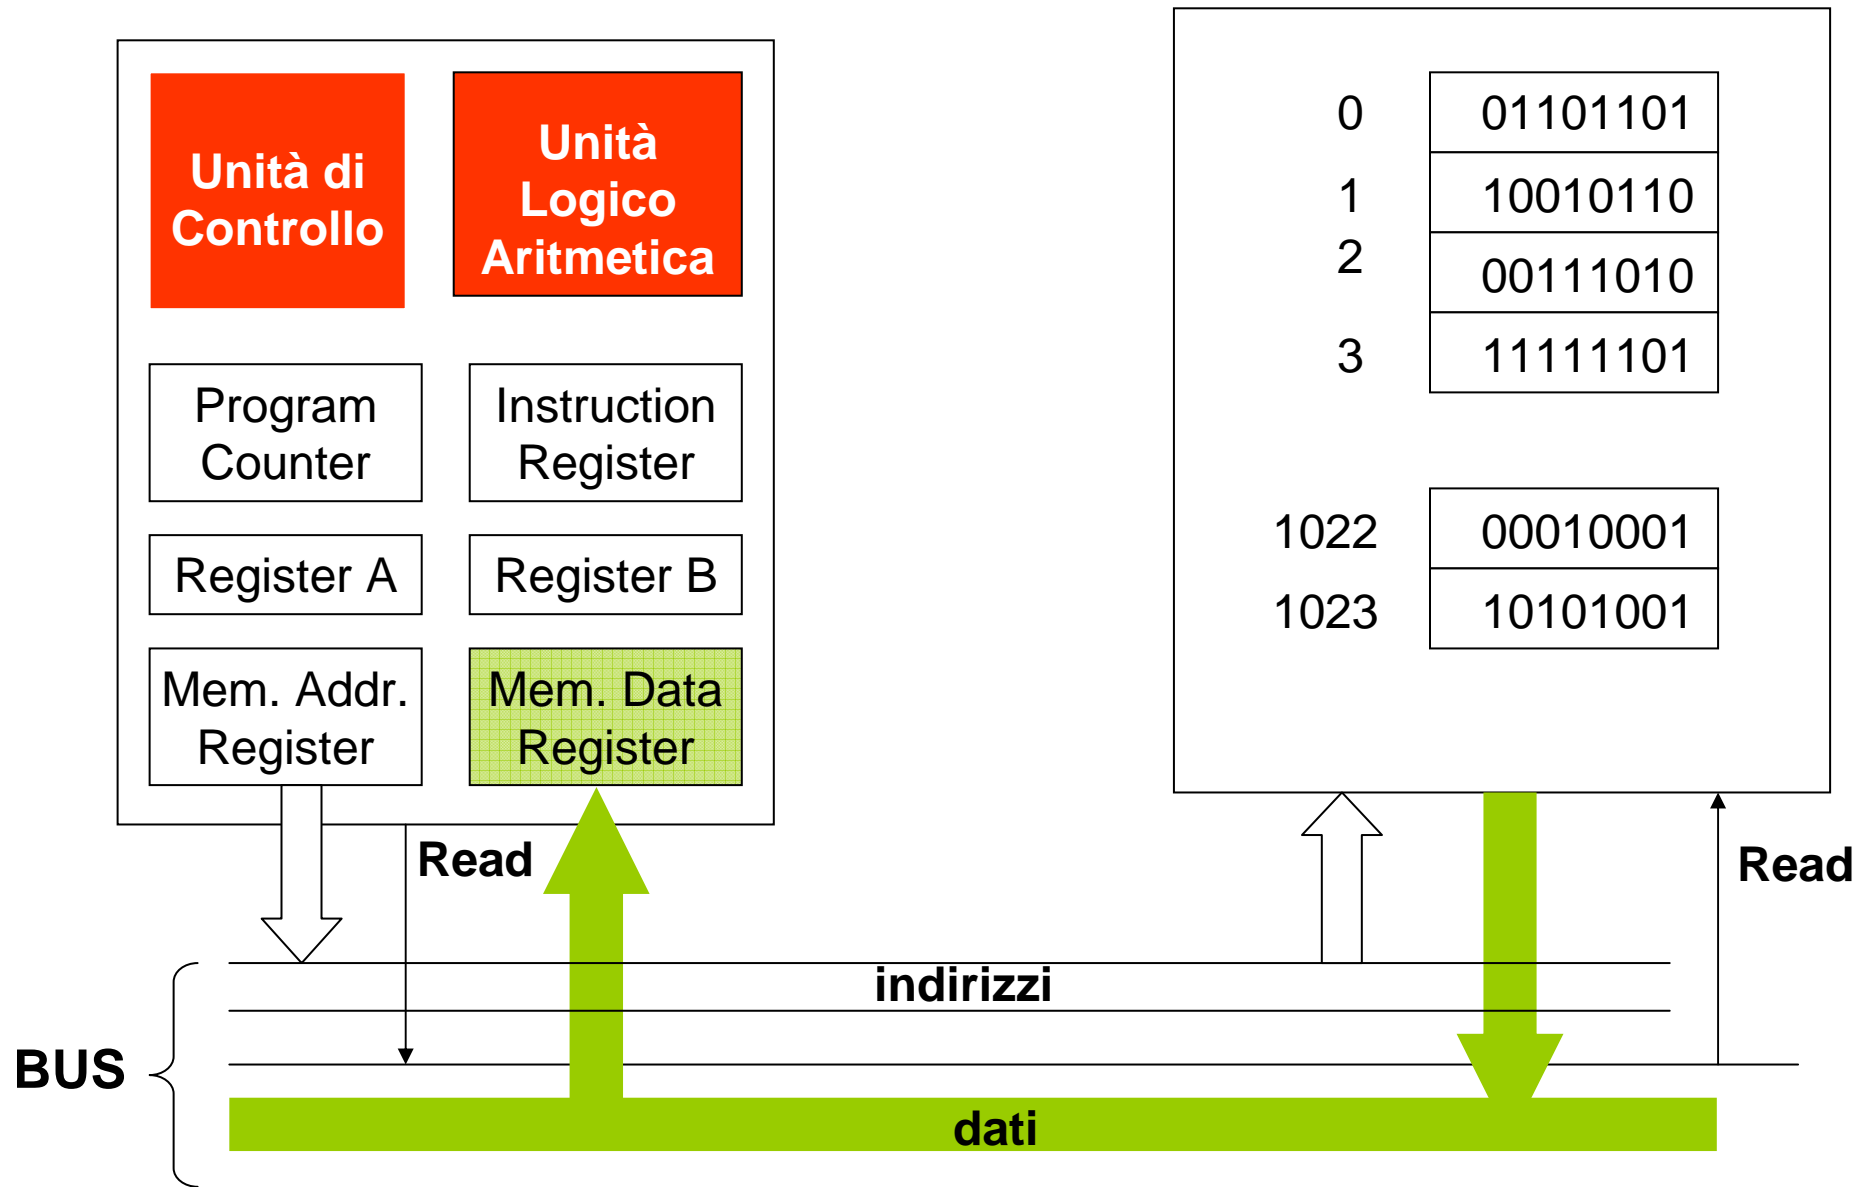 Unità di
Controllo
Unità
Logico
Aritmetica
Program
Counter
Instruction
Register
Register A
Register B
Mem. Addr.
Register
Mem. Data
Register
0 01101101
1 10010110
2 00111010
3 11111101
1022 00010001
1023 10101001
Read
Read
indirizzi
BUS
dati